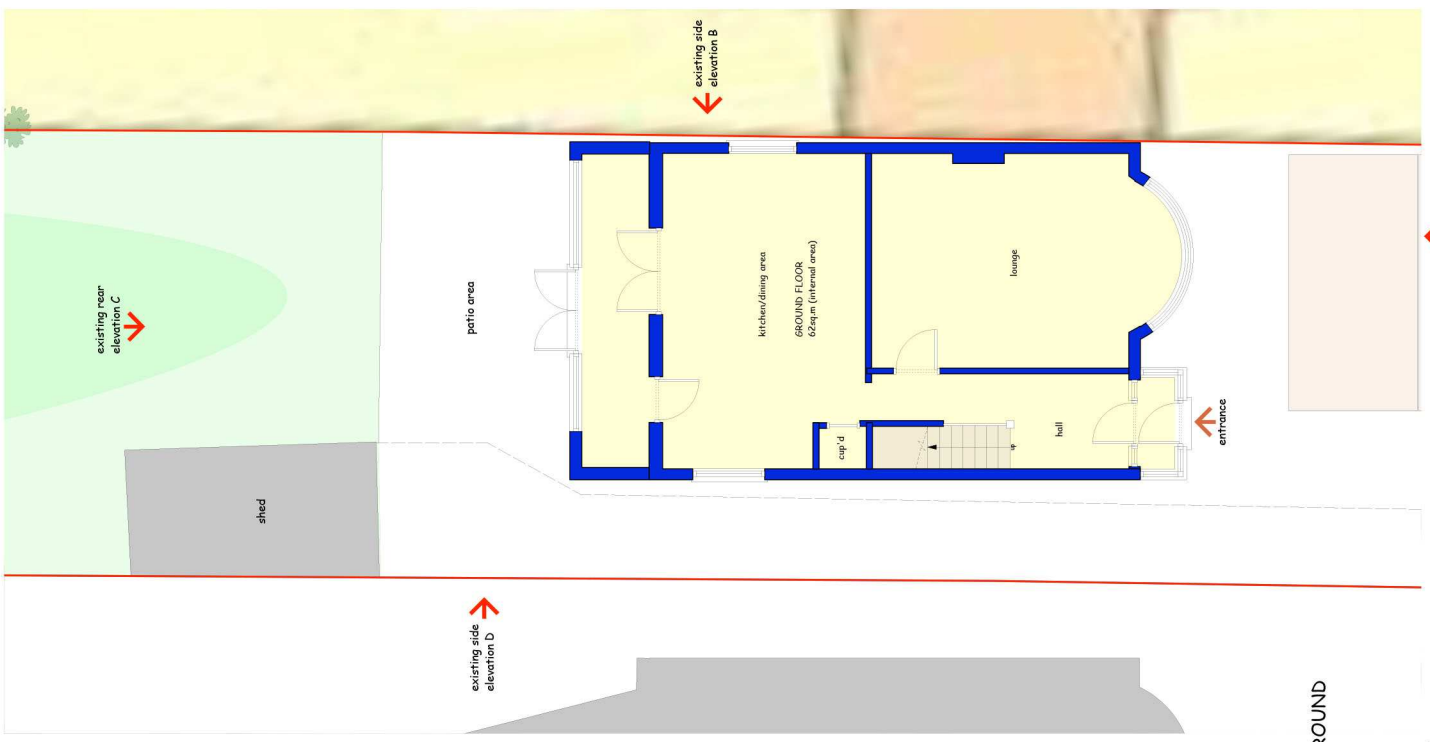 existing side
elevation B
existing rear
elevation C
patio area
kitchen/dining area
GROUND FLOOR
62sq.m (internal area)
lounge
hall
cup'd
entrance
shed
existing side
elevation D
ROUND